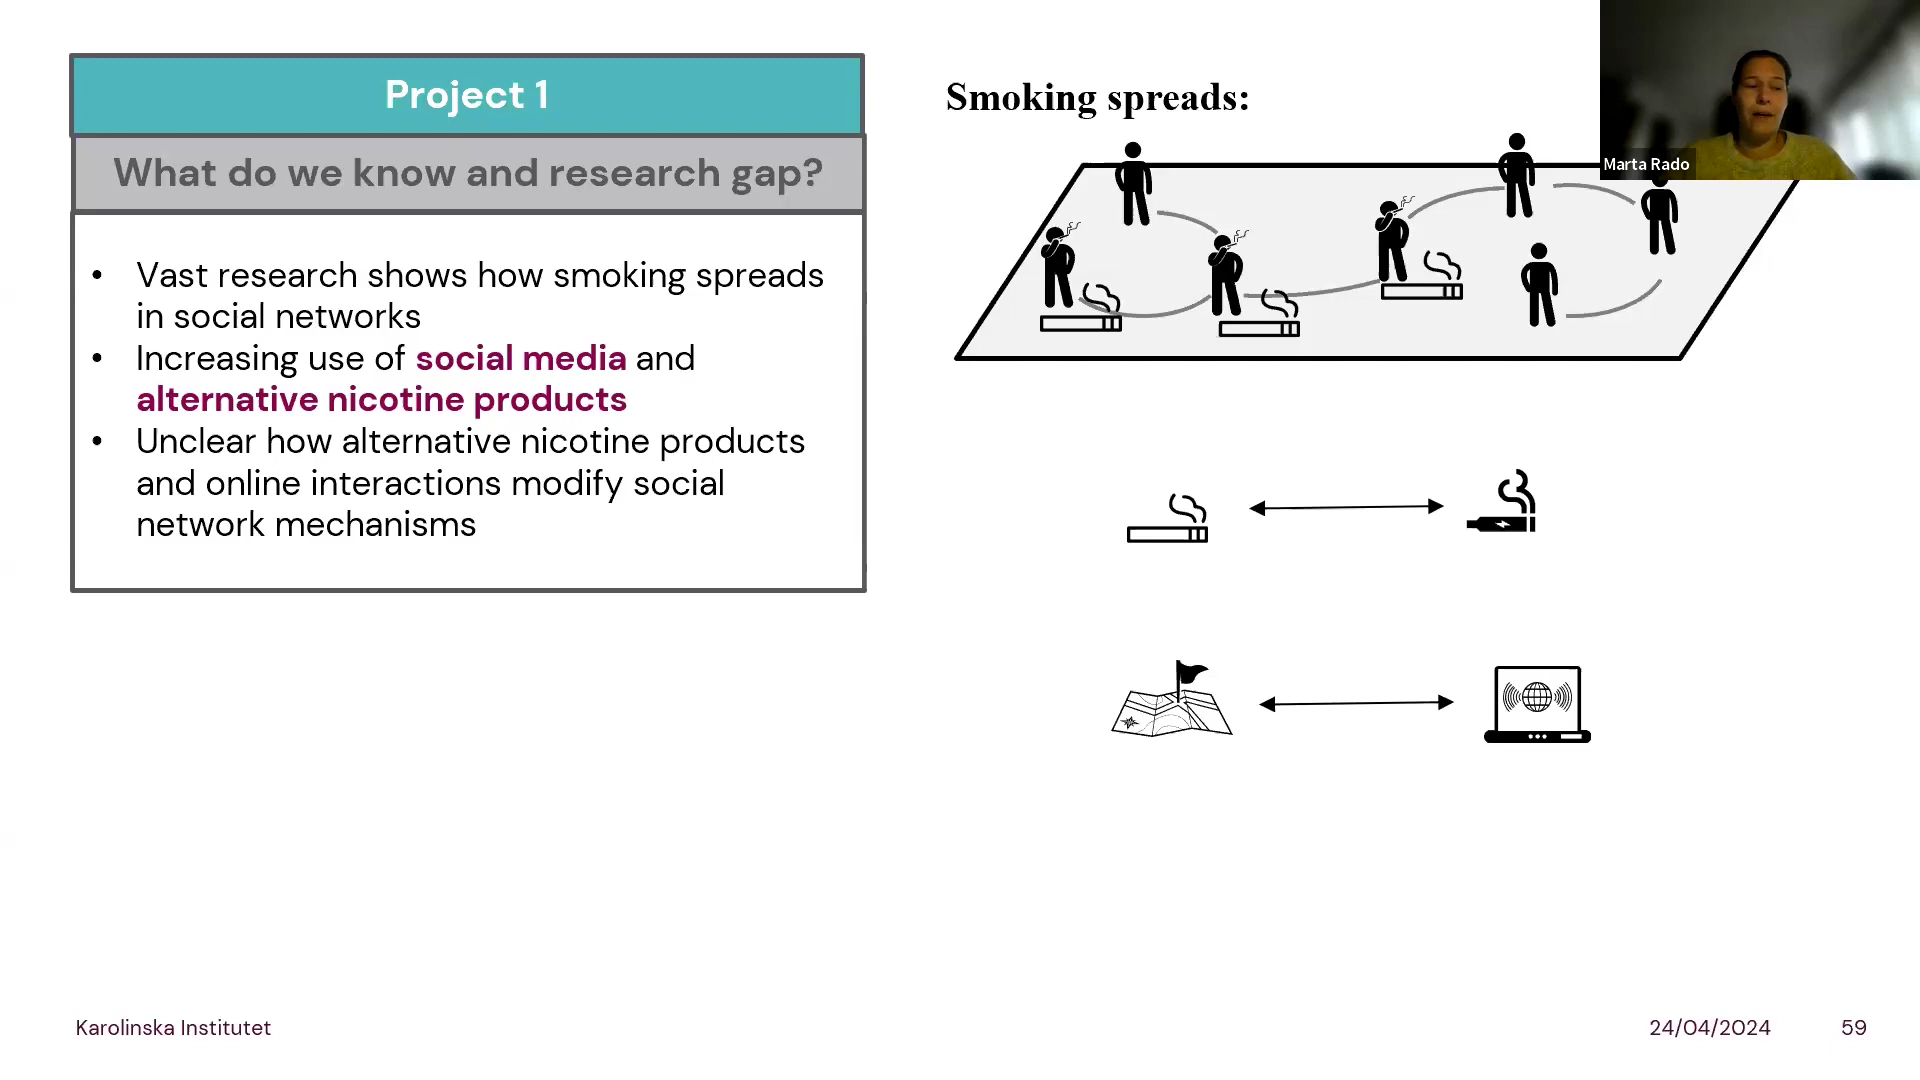 Project 1
What do we know and research gap?
• Vast research shows how smoking spreads
in social networks
• Increasing use of social media and
alternative nicotine products
• Unclear how alternative nicotine products
and online interactions modify social
network mechanisms
Smoking spreads:
Marta Rado
Karolinska Institutet
24/04/2024
59